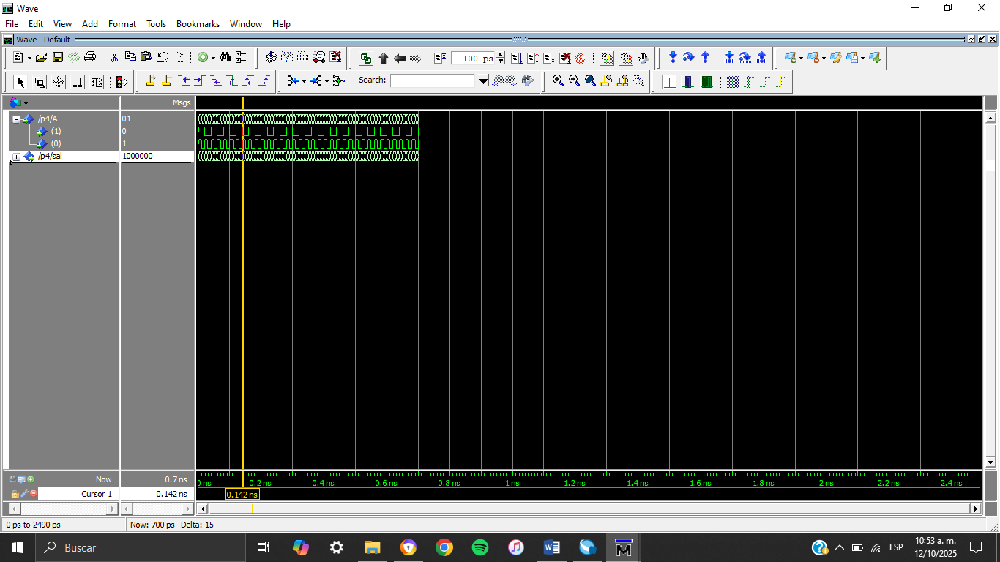 Wave
File Edit View Add Format Tools Bookmarks Window Help
Wave - Default
100 ps
Search:
Msgs
/p4/A 01
(1) 0
(0) 1
/p4/sal 1000000
Now 0.7 ns
ns 0.2 ns 0.4 ns 0.6 ns 0.8 ns 1 ns 1.2 ns 1.4 ns 1.6 ns 1.8 ns 2 ns 2.2 ns 2.4 ns
Cursor 1 0.142 ns
0.142 ns
0 ps to 2490 ps Now: 700 ps Delta: 15
Buscar
ESP
10:53 a. m.
12/10/2025